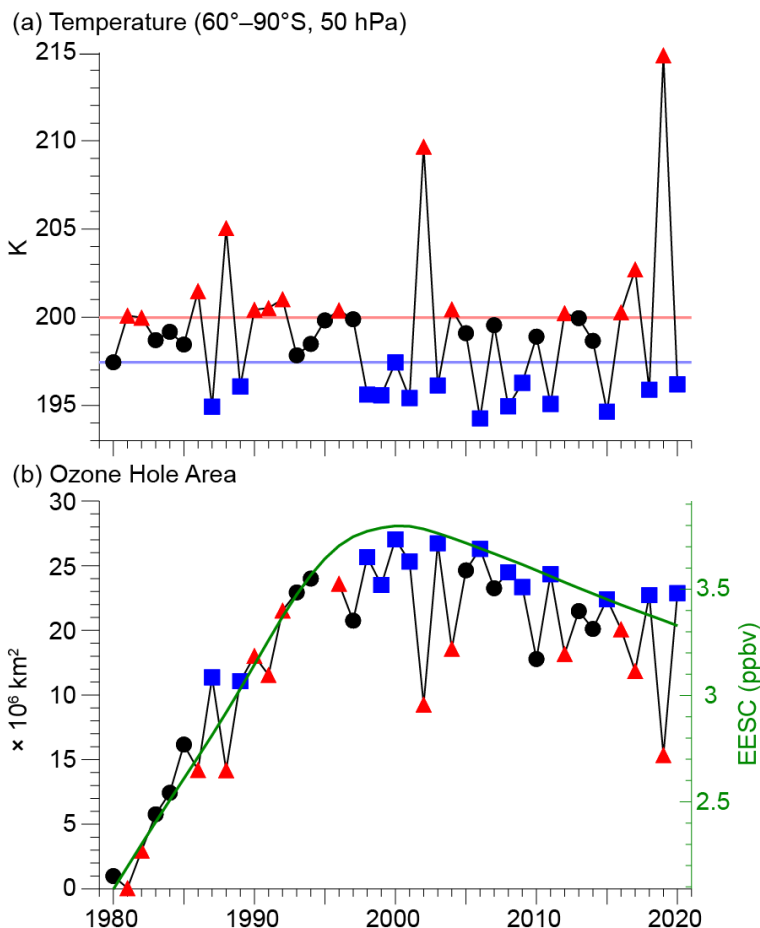 (a) Temperature (60°–90°S, 50 hPa)
215
210
205
200
195
K
(b) Ozone Hole Area
30
25
20
10
15
5
0
× 10⁶ km²
3.5
3
2.5
EESC (ppbv)
1980 1990 2000 2010 2020